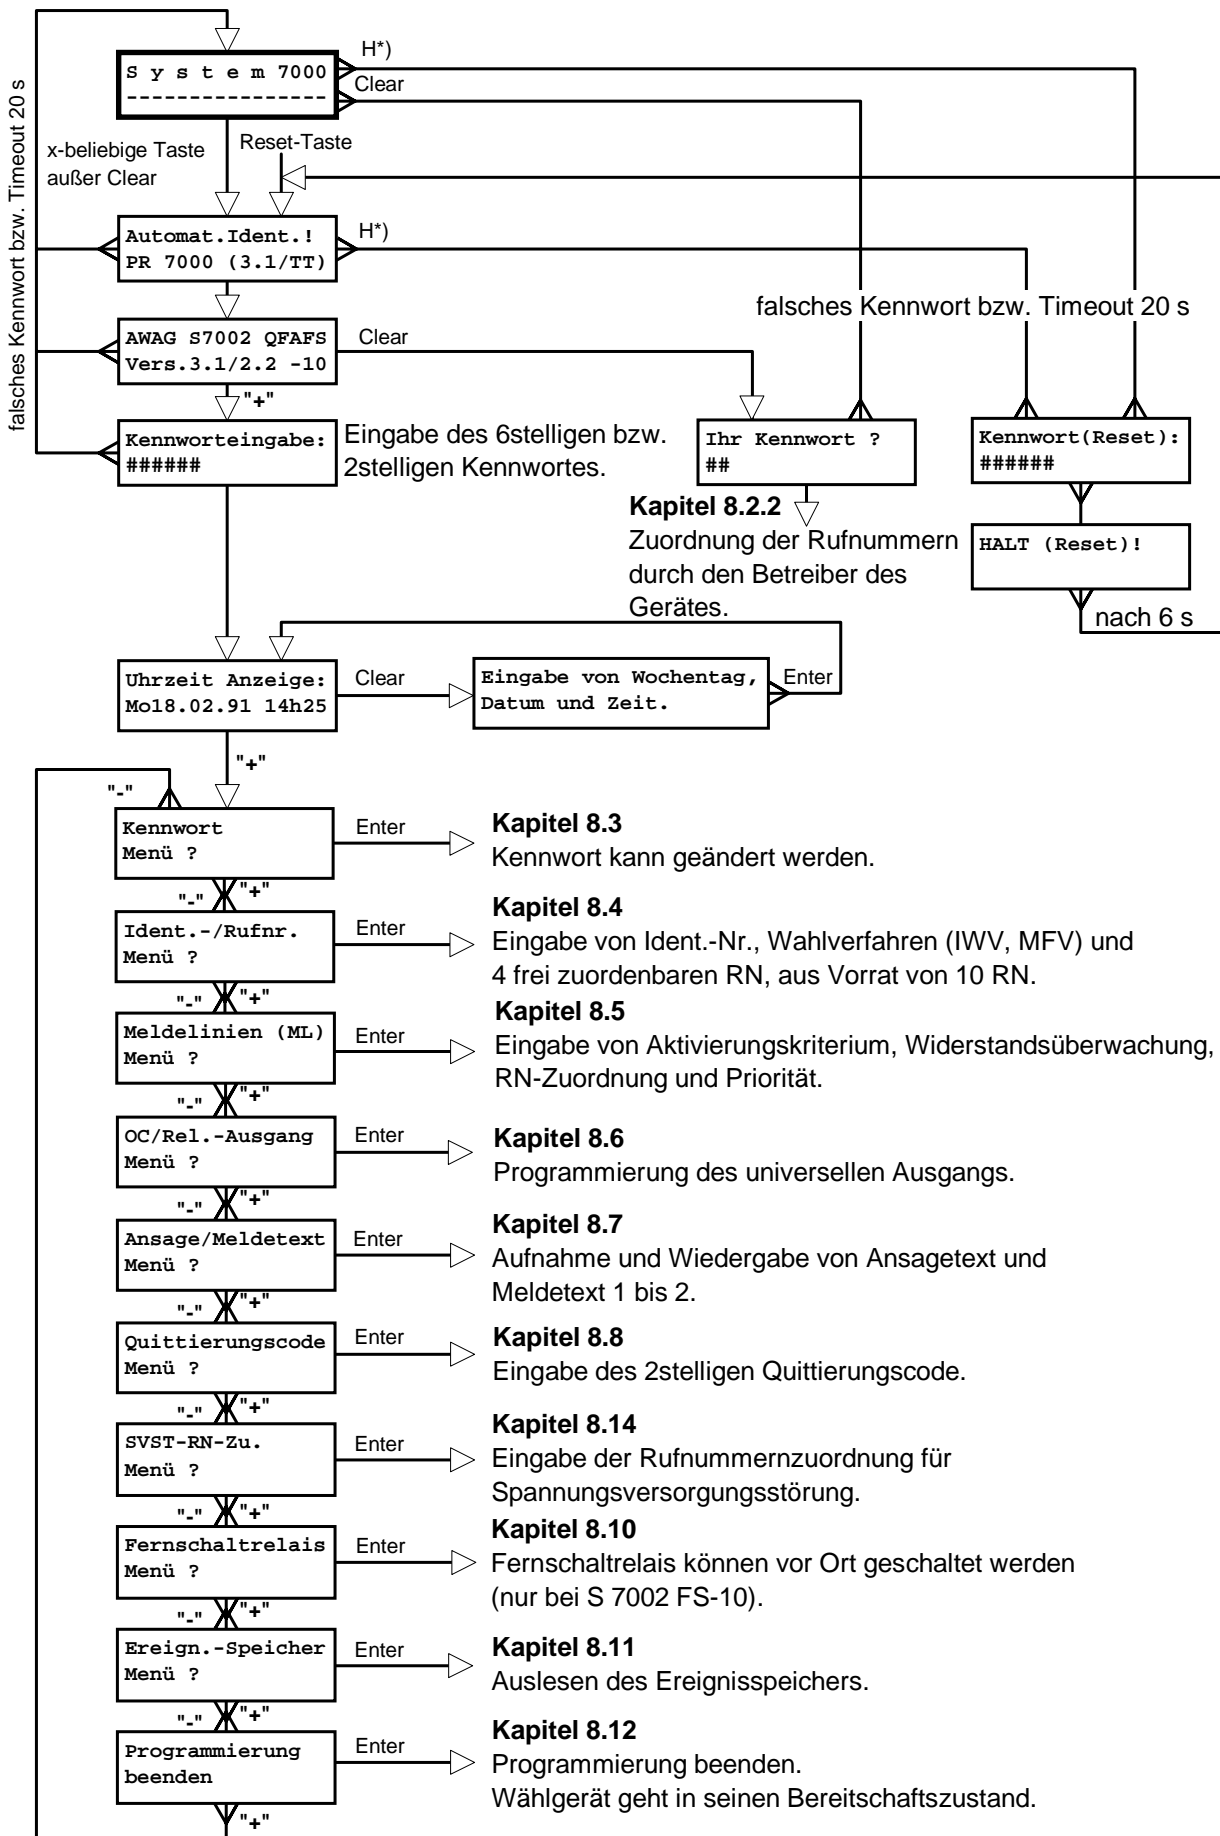 falsches Kennwort bzw. Timeout 20 s
S y s t e m 7000
----------------
H*)
Clear
x-beliebige Taste
außer Clear
Reset-Taste
Automat.Ident.!
PR 7000 (3.1/TT)
H*)
falsches Kennwort bzw. Timeout 20 s
AWAG S7002 QFAFS
Vers.3.1/2.2 -10
Clear
"+"
Kennworteingabe:
######
Eingabe des 6stelligen bzw.
2stelligen Kennwortes.
Ihr Kennwort ?
##
Kennwort(Reset):
######
Kapitel 8.2.2
Zuordnung der Rufnummern
durch den Betreiber des
Gerätes.
HALT (Reset)!
nach 6 s
Uhrzeit Anzeige:
Mo18.02.91 14h25
Clear
Eingabe von Wochentag,
Datum und Zeit.
Enter
"+"
"-"
Kennwort
Menü ?
Enter
Kapitel 8.3
Kennwort kann geändert werden.
"-" "+"
Ident.-/Rufnr.
Menü ?
Enter
Kapitel 8.4
Eingabe von Ident.-Nr., Wahlverfahren (IWV, MFV) und
4 frei zuordenbaren RN, aus Vorrat von 10 RN.
"-" "+"
Meldelinien (ML)
Menü ?
Enter
Kapitel 8.5
Eingabe von Aktivierungskriterium, Widerstandsüberwachung,
RN-Zuordnung und Priorität.
"-" "+"
OC/Rel.-Ausgang
Menü ?
Enter
Kapitel 8.6
Programmierung des universellen Ausgangs.
"-" "+"
Ansage/Meldetext
Menü ?
Enter
Kapitel 8.7
Aufnahme und Wiedergabe von Ansagetext und
Meldetext 1 bis 2.
"-" "+"
Quittierungscode
Menü ?
Enter
Kapitel 8.8
Eingabe des 2stelligen Quittierungscode.
"-" "+"
SVST-RN-Zu.
Menü ?
Enter
Kapitel 8.14
Eingabe der Rufnummernzuordnung für
Spannungsversorgungsstörung.
"-" "+"
Fernschaltrelais
Menü ?
Enter
Kapitel 8.10
Fernschaltrelais können vor Ort geschaltet werden
(nur bei S 7002 FS-10).
"-" "+"
Ereign.-Speicher
Menü ?
Enter
Kapitel 8.11
Auslesen des Ereignisspeichers.
"-" "+"
Programmierung
beenden
Enter
Kapitel 8.12
Programmierung beenden.
Wählgerät geht in seinen Bereitschaftszustand.
"+"